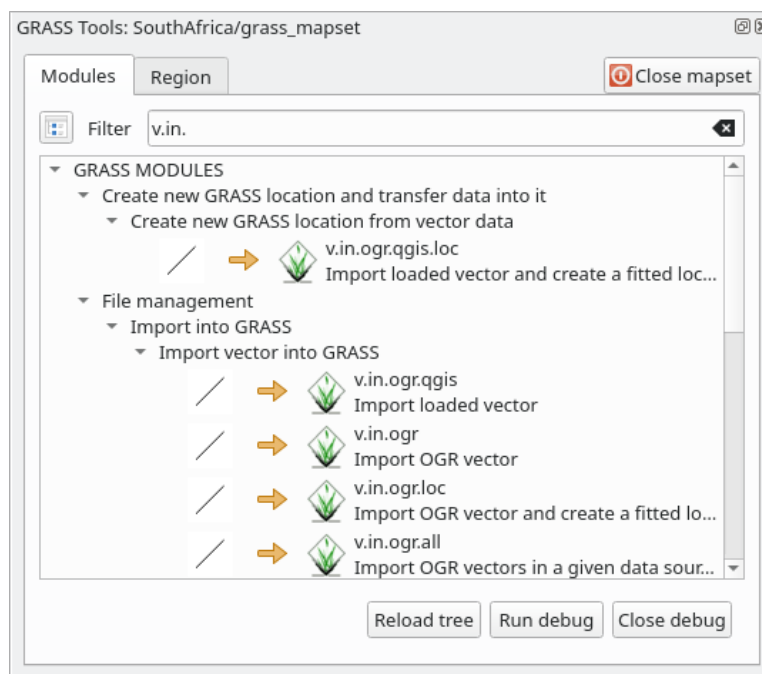 GRASS Tools: SouthAfrica/grass_mapset
Modules
Region
Close mapset
Filter
v.in.
GRASS MODULES
Create new GRASS location and transfer data into it
Create new GRASS location from vector data
v.in.ogr.qgis.loc
Import loaded vector and create a fitted loc...
File management
Import into GRASS
Import vector into GRASS
v.in.ogr.qgis
Import loaded vector
v.in.ogr
Import OGR vector
v.in.ogr.loc
Import OGR vector and create a fitted lo...
v.in.ogr.all
Import OGR vectors in a given data sour...
Reload tree
Run debug
Close debug